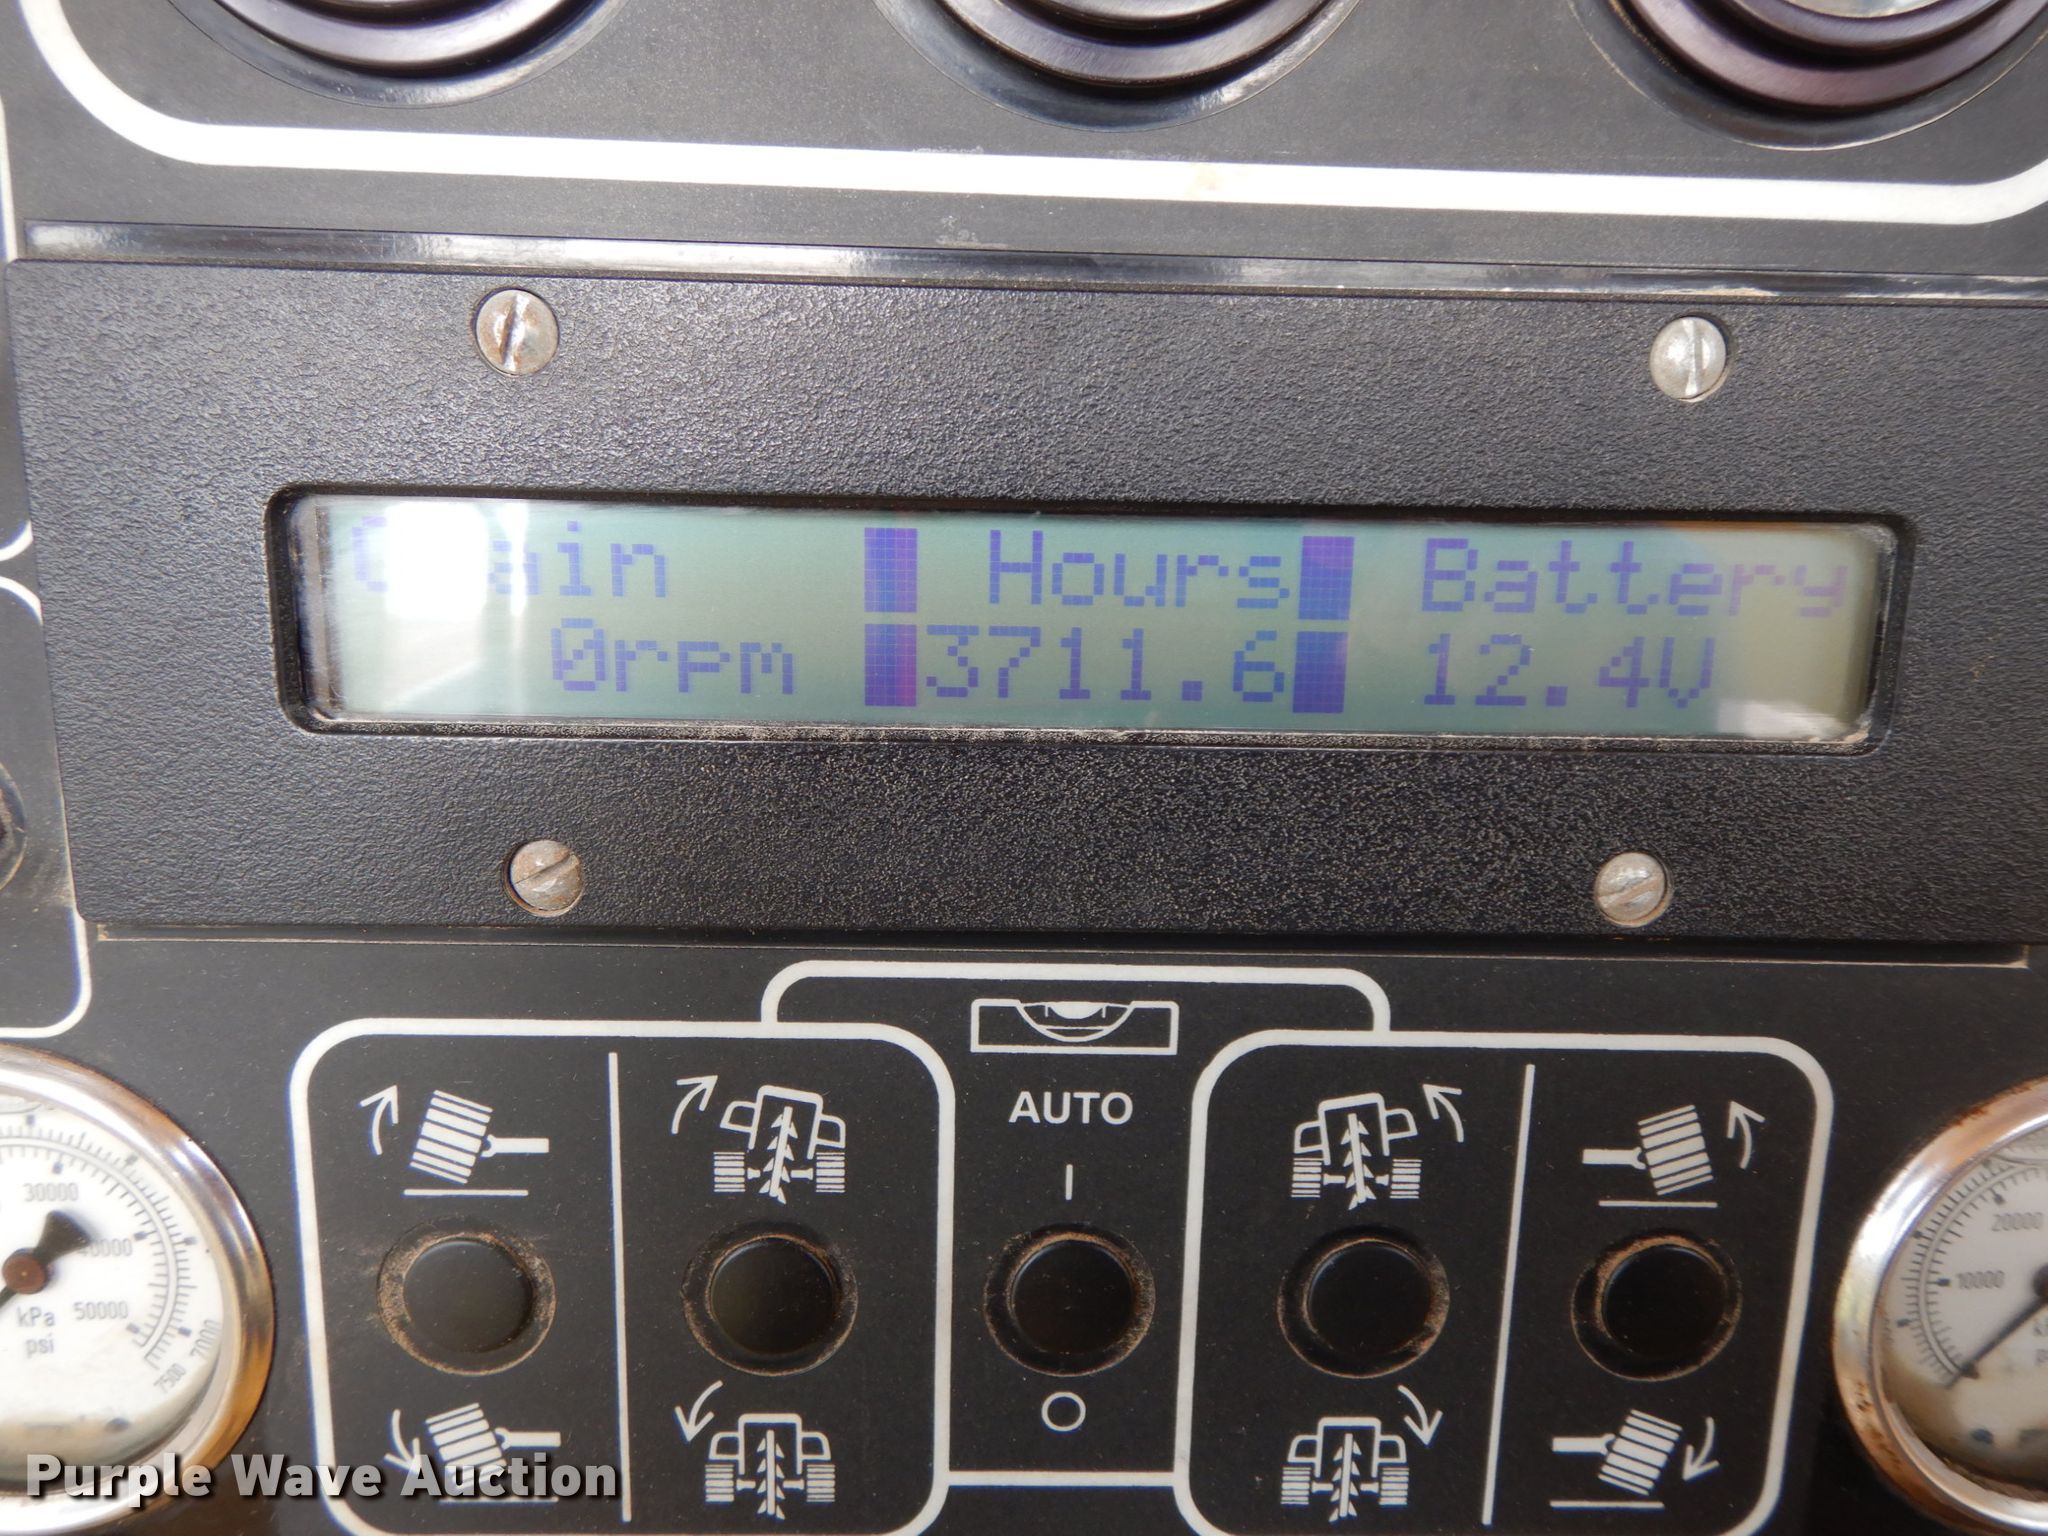 Hours Battery
0rpm 3711.6 12.4V
AUTO
30000
40000
kPa 50000
psi
7000
7500
20000
10000
Purple Wave Auction